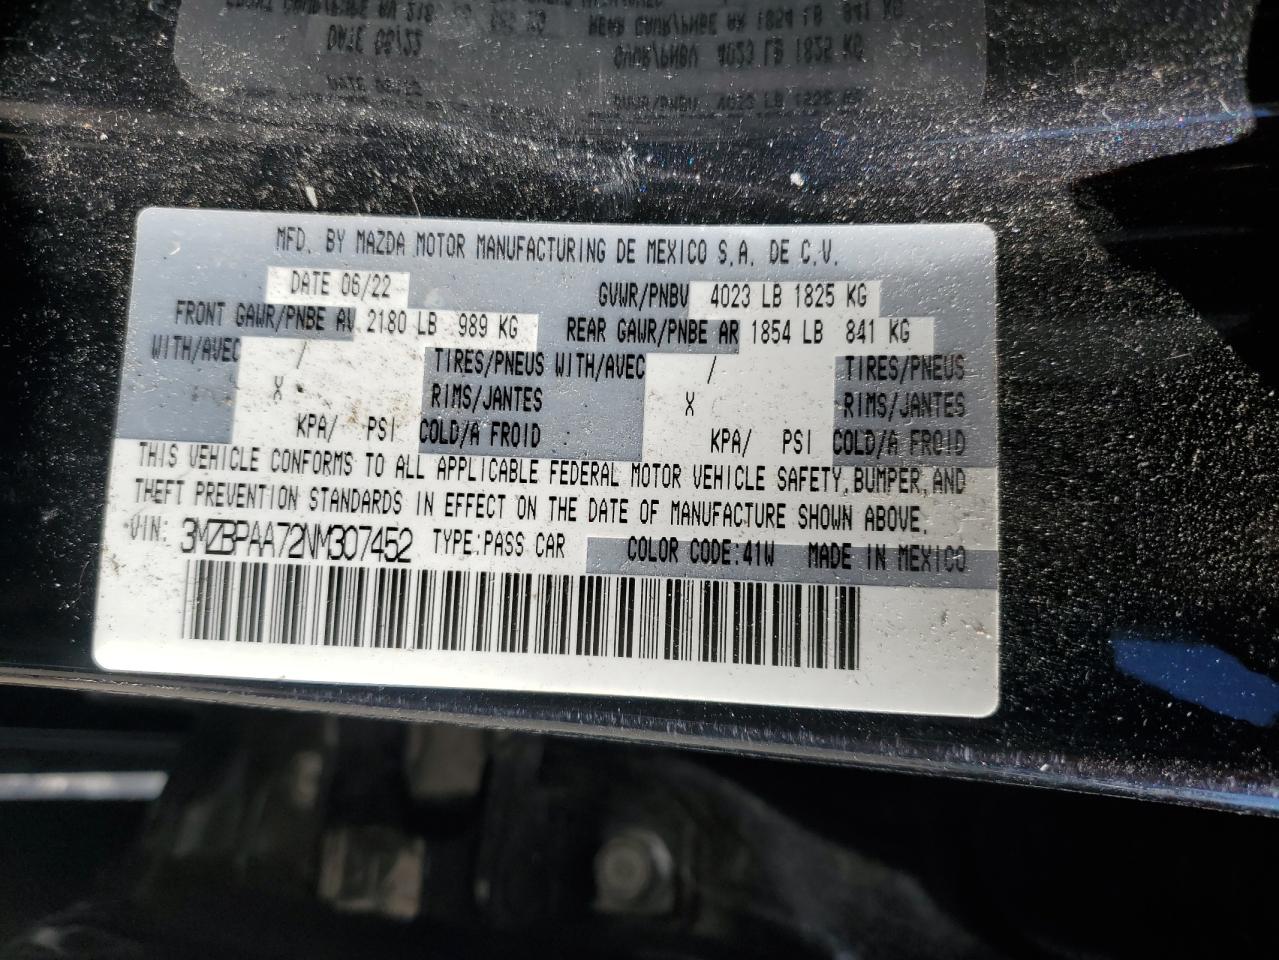 MFD. BY MAZDA MOTOR MANUFACTURING DE MEXICO S.A. DE C.V.
DATE 06/22 GVWR/PNBV 4023 LB 1825 KG
FRONT GAWR/PNBE AV 2180 LB 989 KG REAR GAWR/PNBE AR 1854 LB 841 KG
WITH/AVEC / TIRES/PNEUS WITH/AVEC / TIRES/PNEUS
X RIMS/JANTES X RIMS/JANTES
KPA/ PSI COLD/A FROID KPA/ PSI COLD/A FROID
THIS VEHICLE CONFORMS TO ALL APPLICABLE FEDERAL MOTOR VEHICLE SAFETY, BUMPER, AND
THEFT PREVENTION STANDARDS IN EFFECT ON THE DATE OF MANUFACTURE SHOWN ABOVE.
VIN: 3MZBPAA72NM307452 TYPE:PASS CAR COLOR CODE:41W MADE IN MEXICO